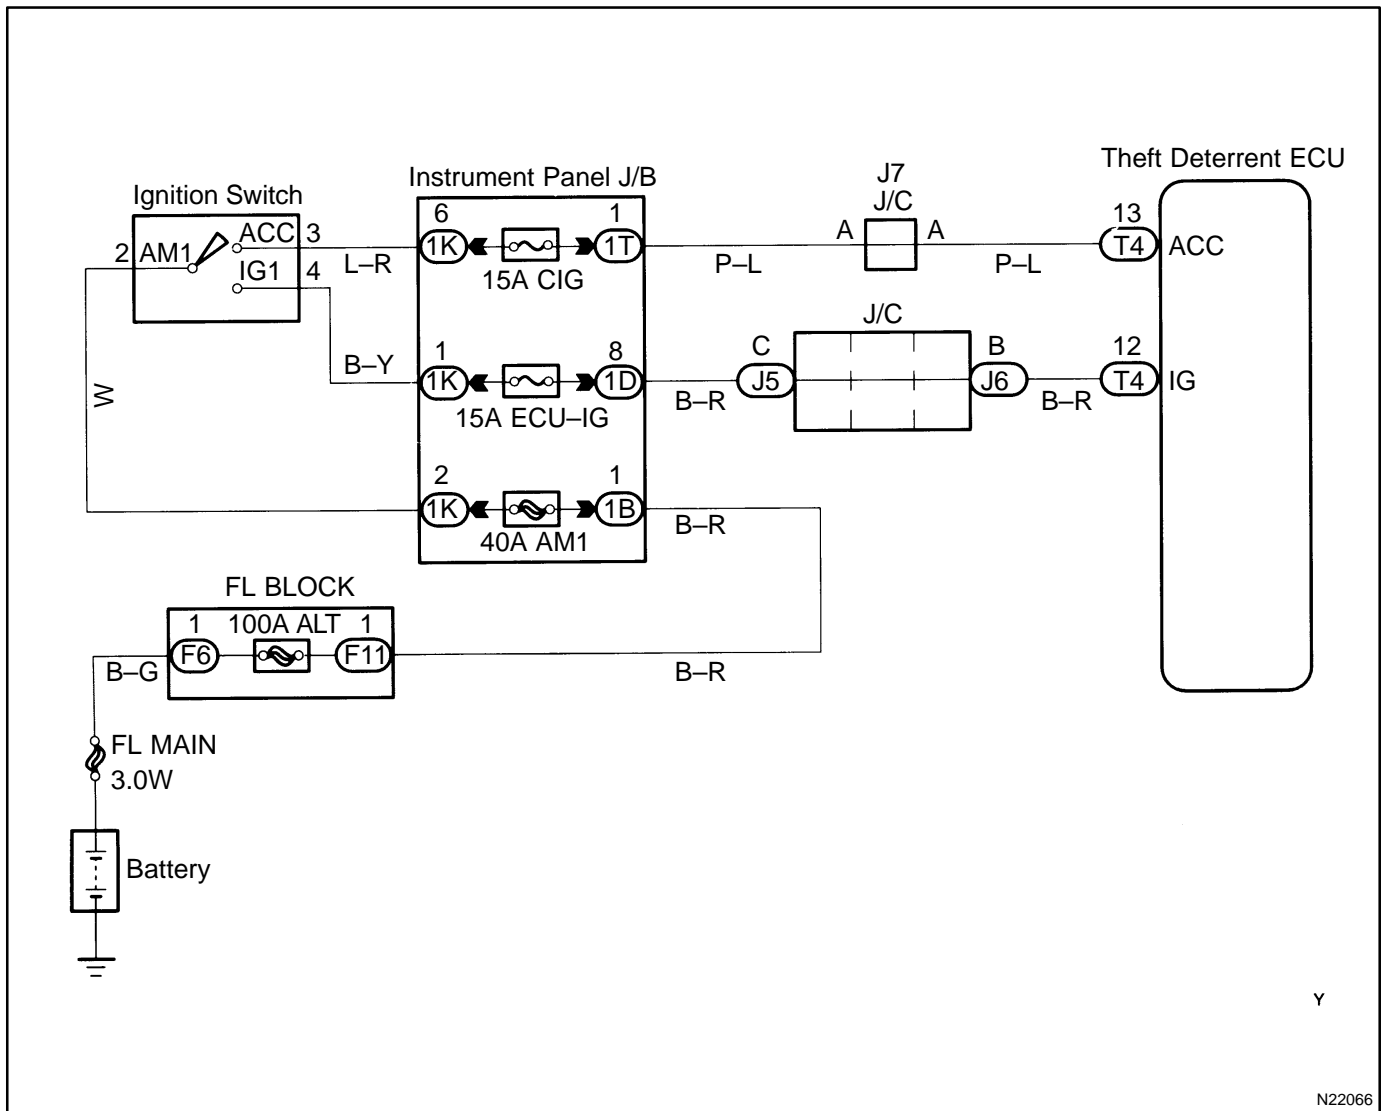 Theft Deterrent ECU
Ignition Switch
Instrument Panel J/B
J7
J/C
2
AM1
ACC
3
IG1
4
L–R
6
1K
15A CIG
1
1T
P–L
A
A
P–L
13
T4
ACC
W
B–Y
1
1K
15A ECU–IG
8
1D
B–R
C
J5
J/C
B
J6
B–R
12
T4
IG
2
1K
40A AM1
1
1B
B–R
FL BLOCK
1
100A ALT
1
F6
F11
B–G
B–R
FL MAIN
3.0W
Battery
Y
N22066